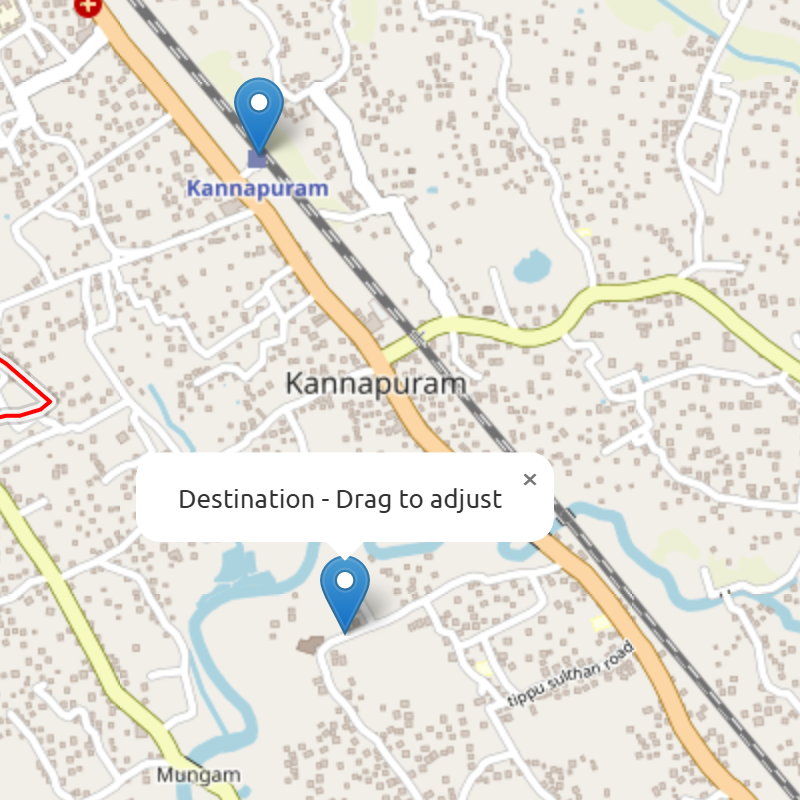 Kannapuram
Kannapuram
Destination - Drag to adjust
×
tippu sulthan road
Mungam